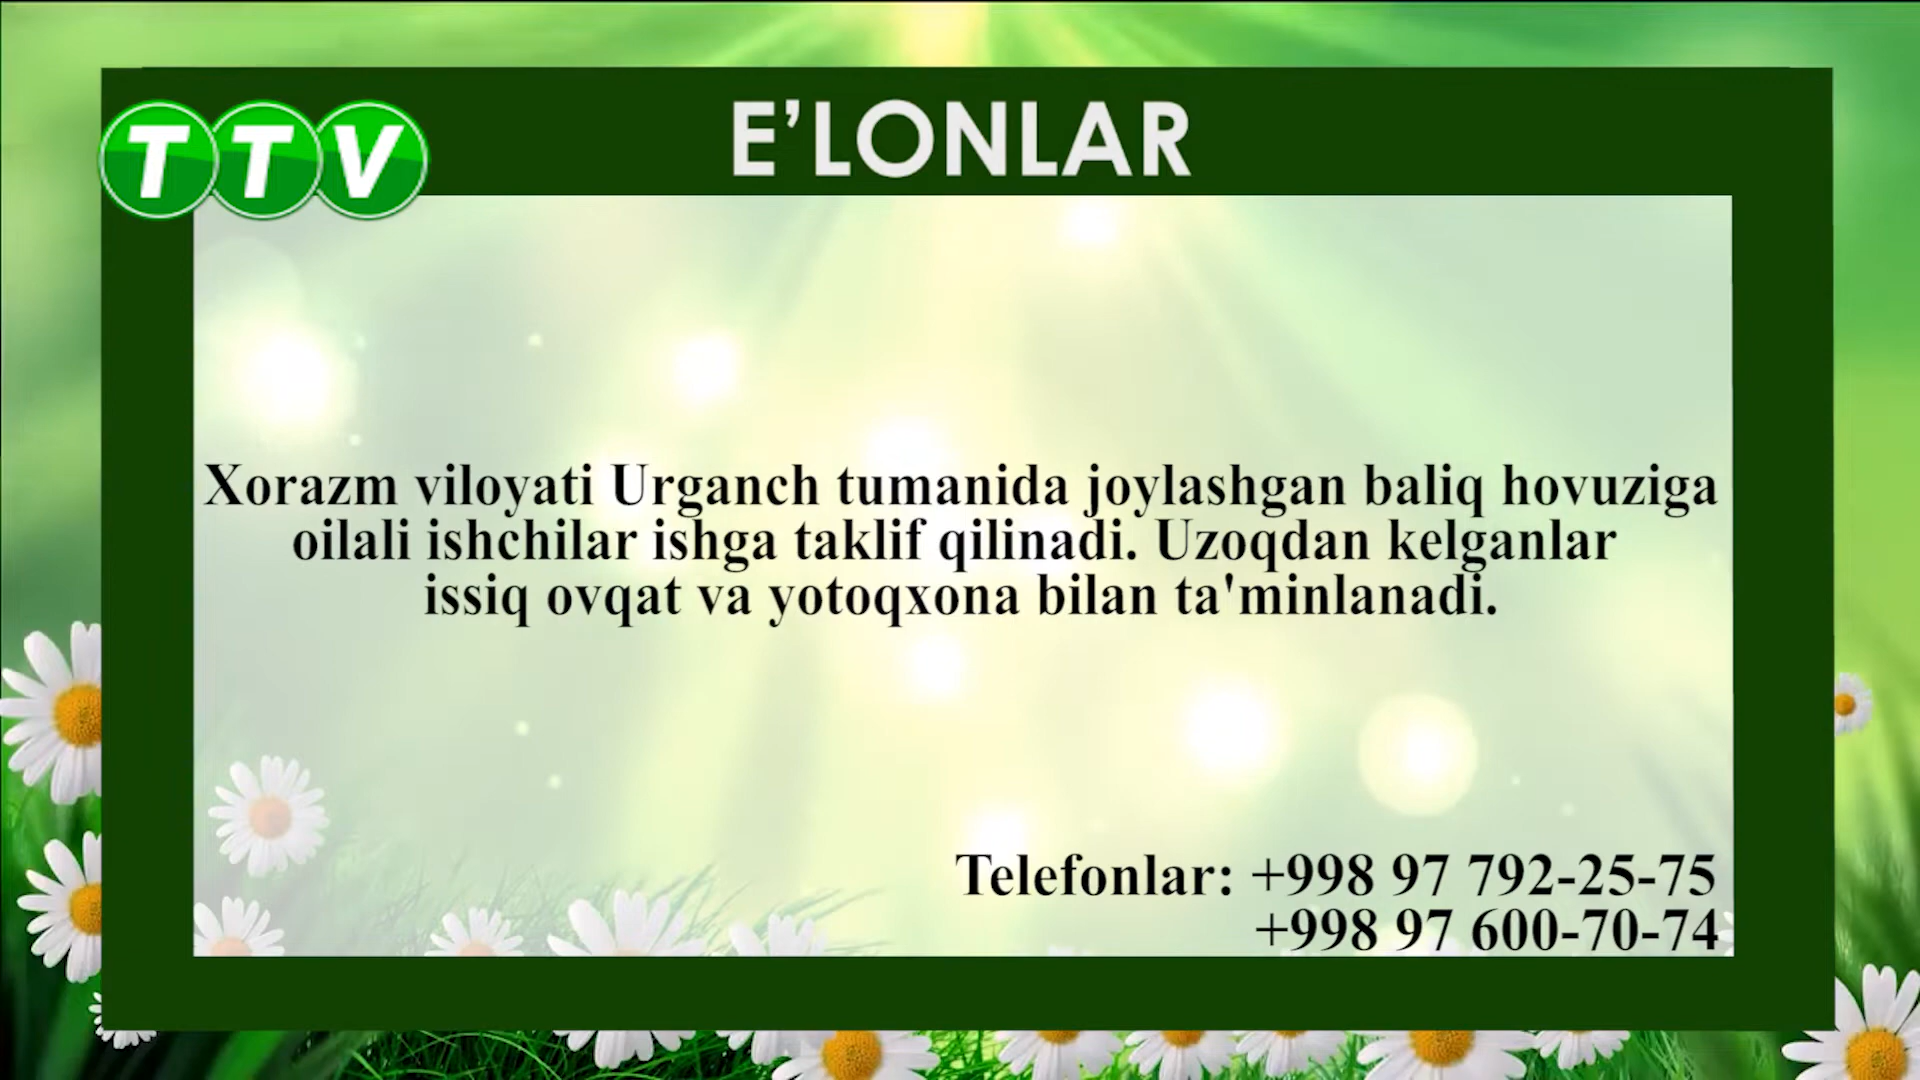 TTV
E’LONLAR
Xorazm viloyati Urganch tumanida joylashgan baliq hovuziga
oilali ishchilar ishga taklif qilinadi. Uzoqdan kelganlar
issiq ovqat va yotoqxona bilan ta'minlanadi.
Telefonlar: +998 97 792-25-75
+998 97 600-70-74